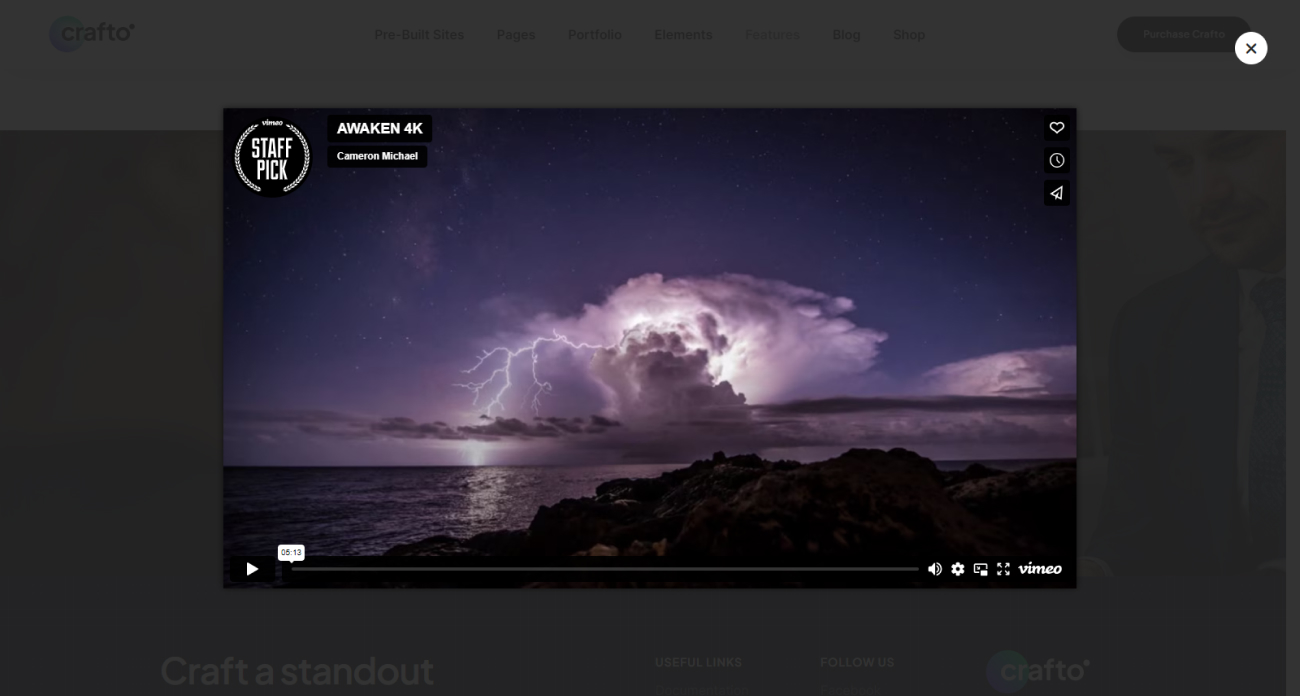 crafto
Pre-Built Sites
Pages
Portfolio
Elements
Features
Blog
Shop
Purchase Crafto
vimeo
STAFF
PICK
AWAKEN 4K
Cameron Michael
05:13
vimeo
Craft a standout
USEFUL LINKS
FOLLOW US
crafto